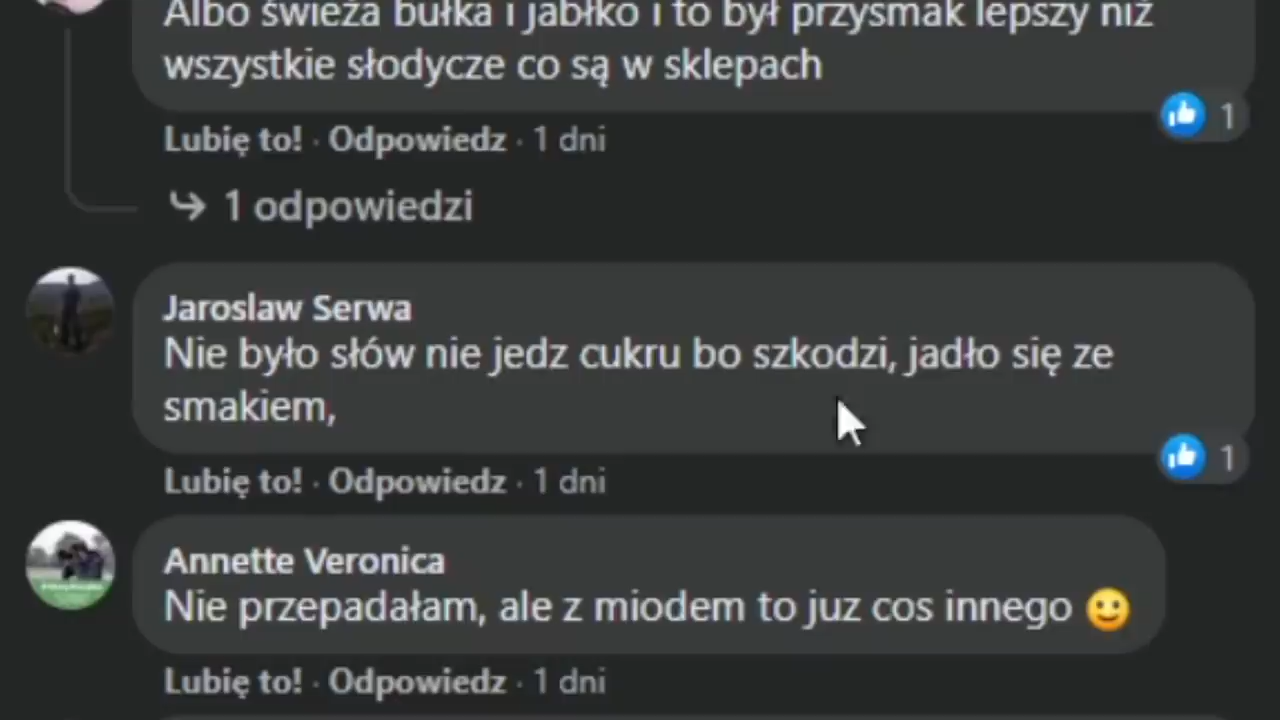 Albo świeża bułka i jabłko i to był przysmak lepszy niż
wszystkie słodycze co są w sklepach
1
Lubię to! · Odpowiedz · 1 dni
1 odpowiedzi
Jaroslaw Serwa
Nie było słów nie jedz cukru bo szkodzi, jadło się ze
smakiem,
1
Lubię to! · Odpowiedz · 1 dni
Annette Veronica
Nie przepadałam, ale z miodem to juz cos innego 🙂
Lubię to! · Odpowiedz · 1 dni